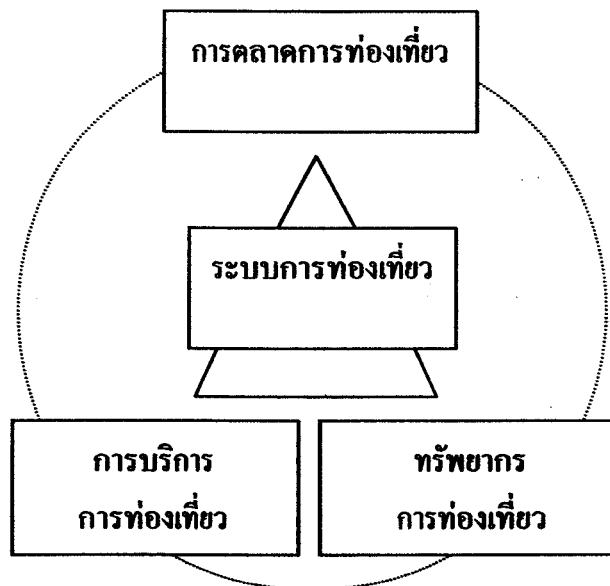 การตลาดการท่องเที่ยว
ระบบการท่องเที่ยว
การบริการ
การท่องเที่ยว
ทรัพยากร
การท่องเที่ยว